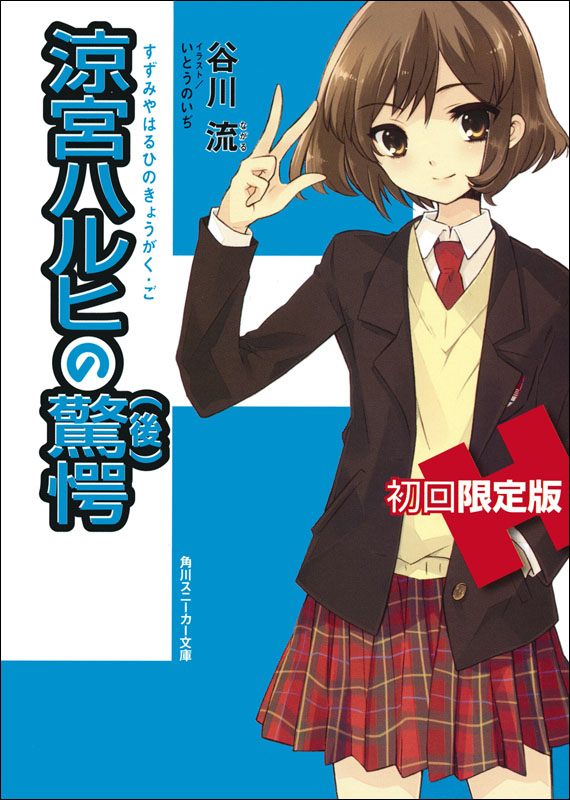 涼宮ハルヒの驚愕
(後)
すずみやはるひのきょうがく・ご
谷川 流
ながる
イラスト/
いとうのいぢ
初回限定版
角川スニーカー文庫